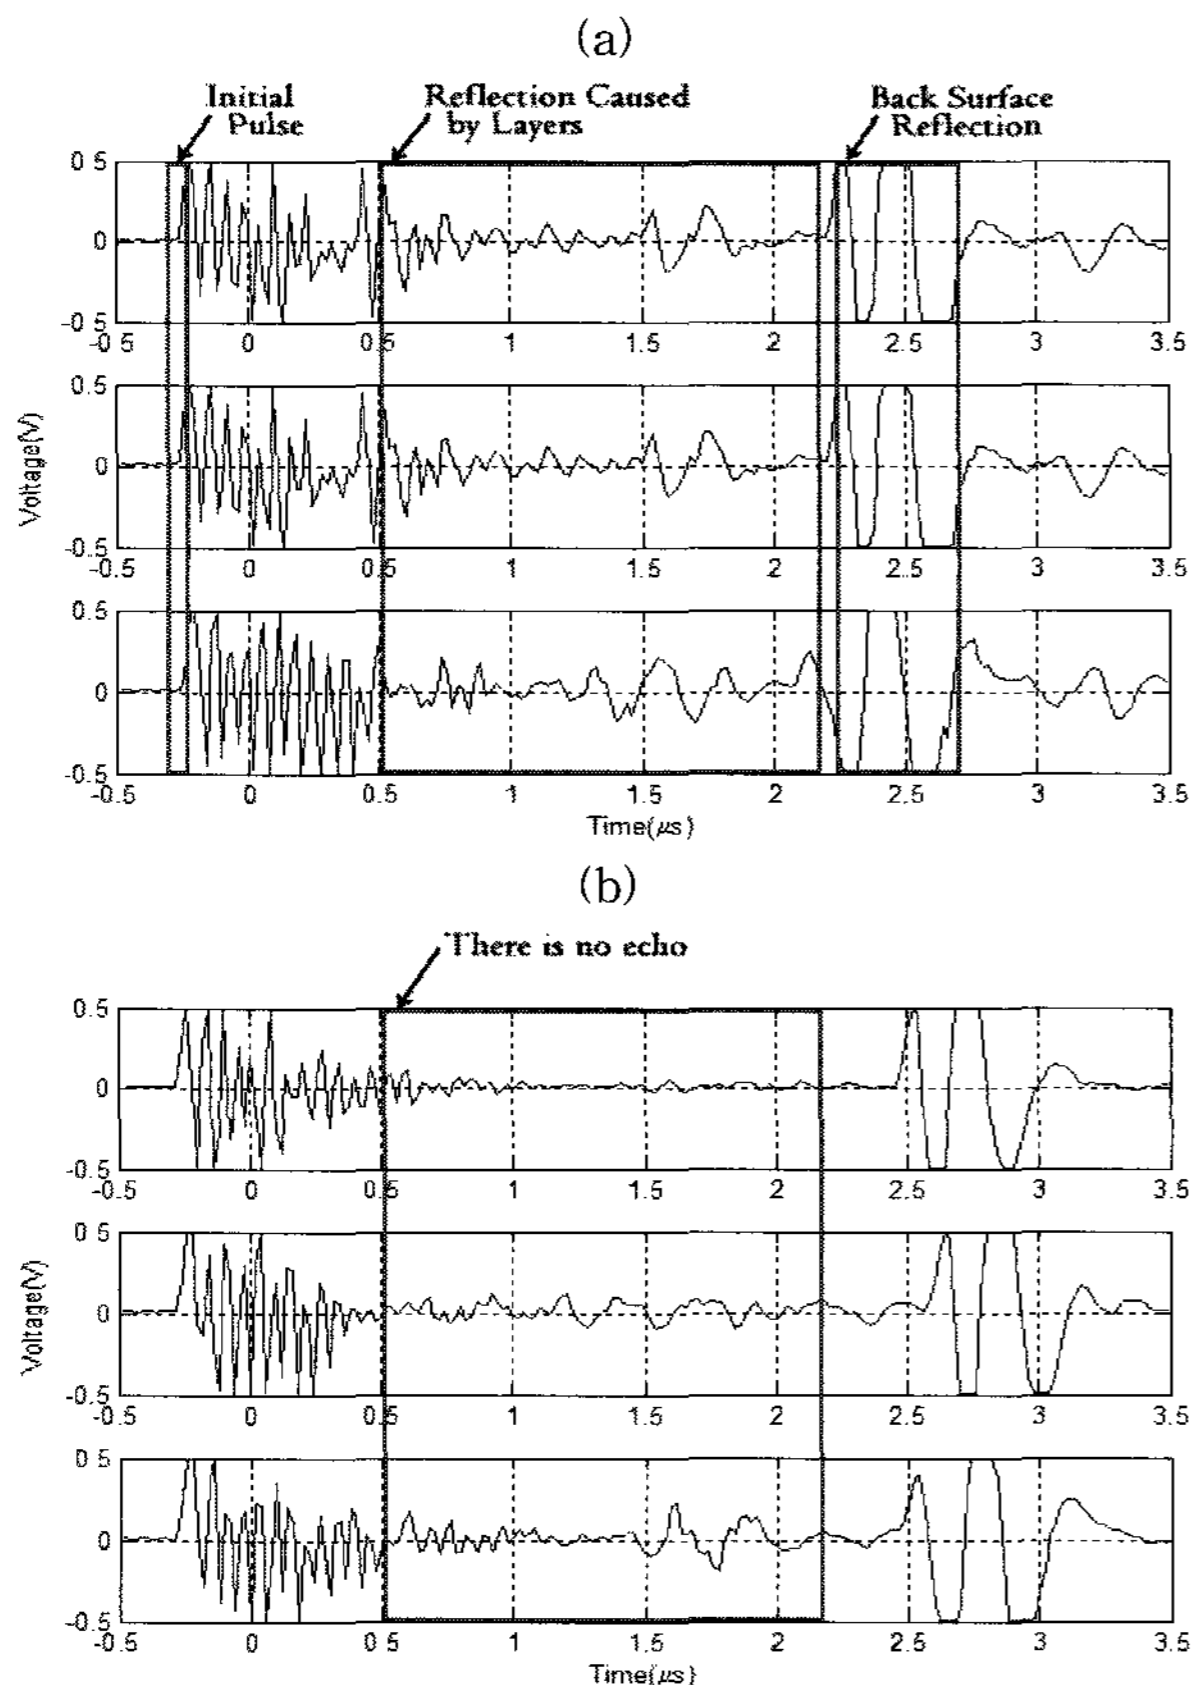 (a)
Initial
Pulse
Reflection Caused
by Layers
Back Surface
Reflection
0 5
0
-0 5
-0 5 0 0.5 1 1.5 2 2.5 3 3.5
0.5
0
-0.5
-0.5 0 0.5 1 1.5 2 2.5 3 3.5
Voltage(V)
0.5
0
-0.5
-0.5 0 0.5 1 1.5 2 2.5 3 3.5
Time(μs)
(b)
There is no echo
0.5
0
-0.5
-0.5 0 0.5 1 1.5 2 2.5 3 3.5
0 5
0
-0.5
-0.5 0 0.5 1 1.5 2 2.5 3 3.5
Voltage(V)
0 5
0
-0.5
-0.5 0 0.5 1 1.5 2 2.5 3 3.5
Time(μs)